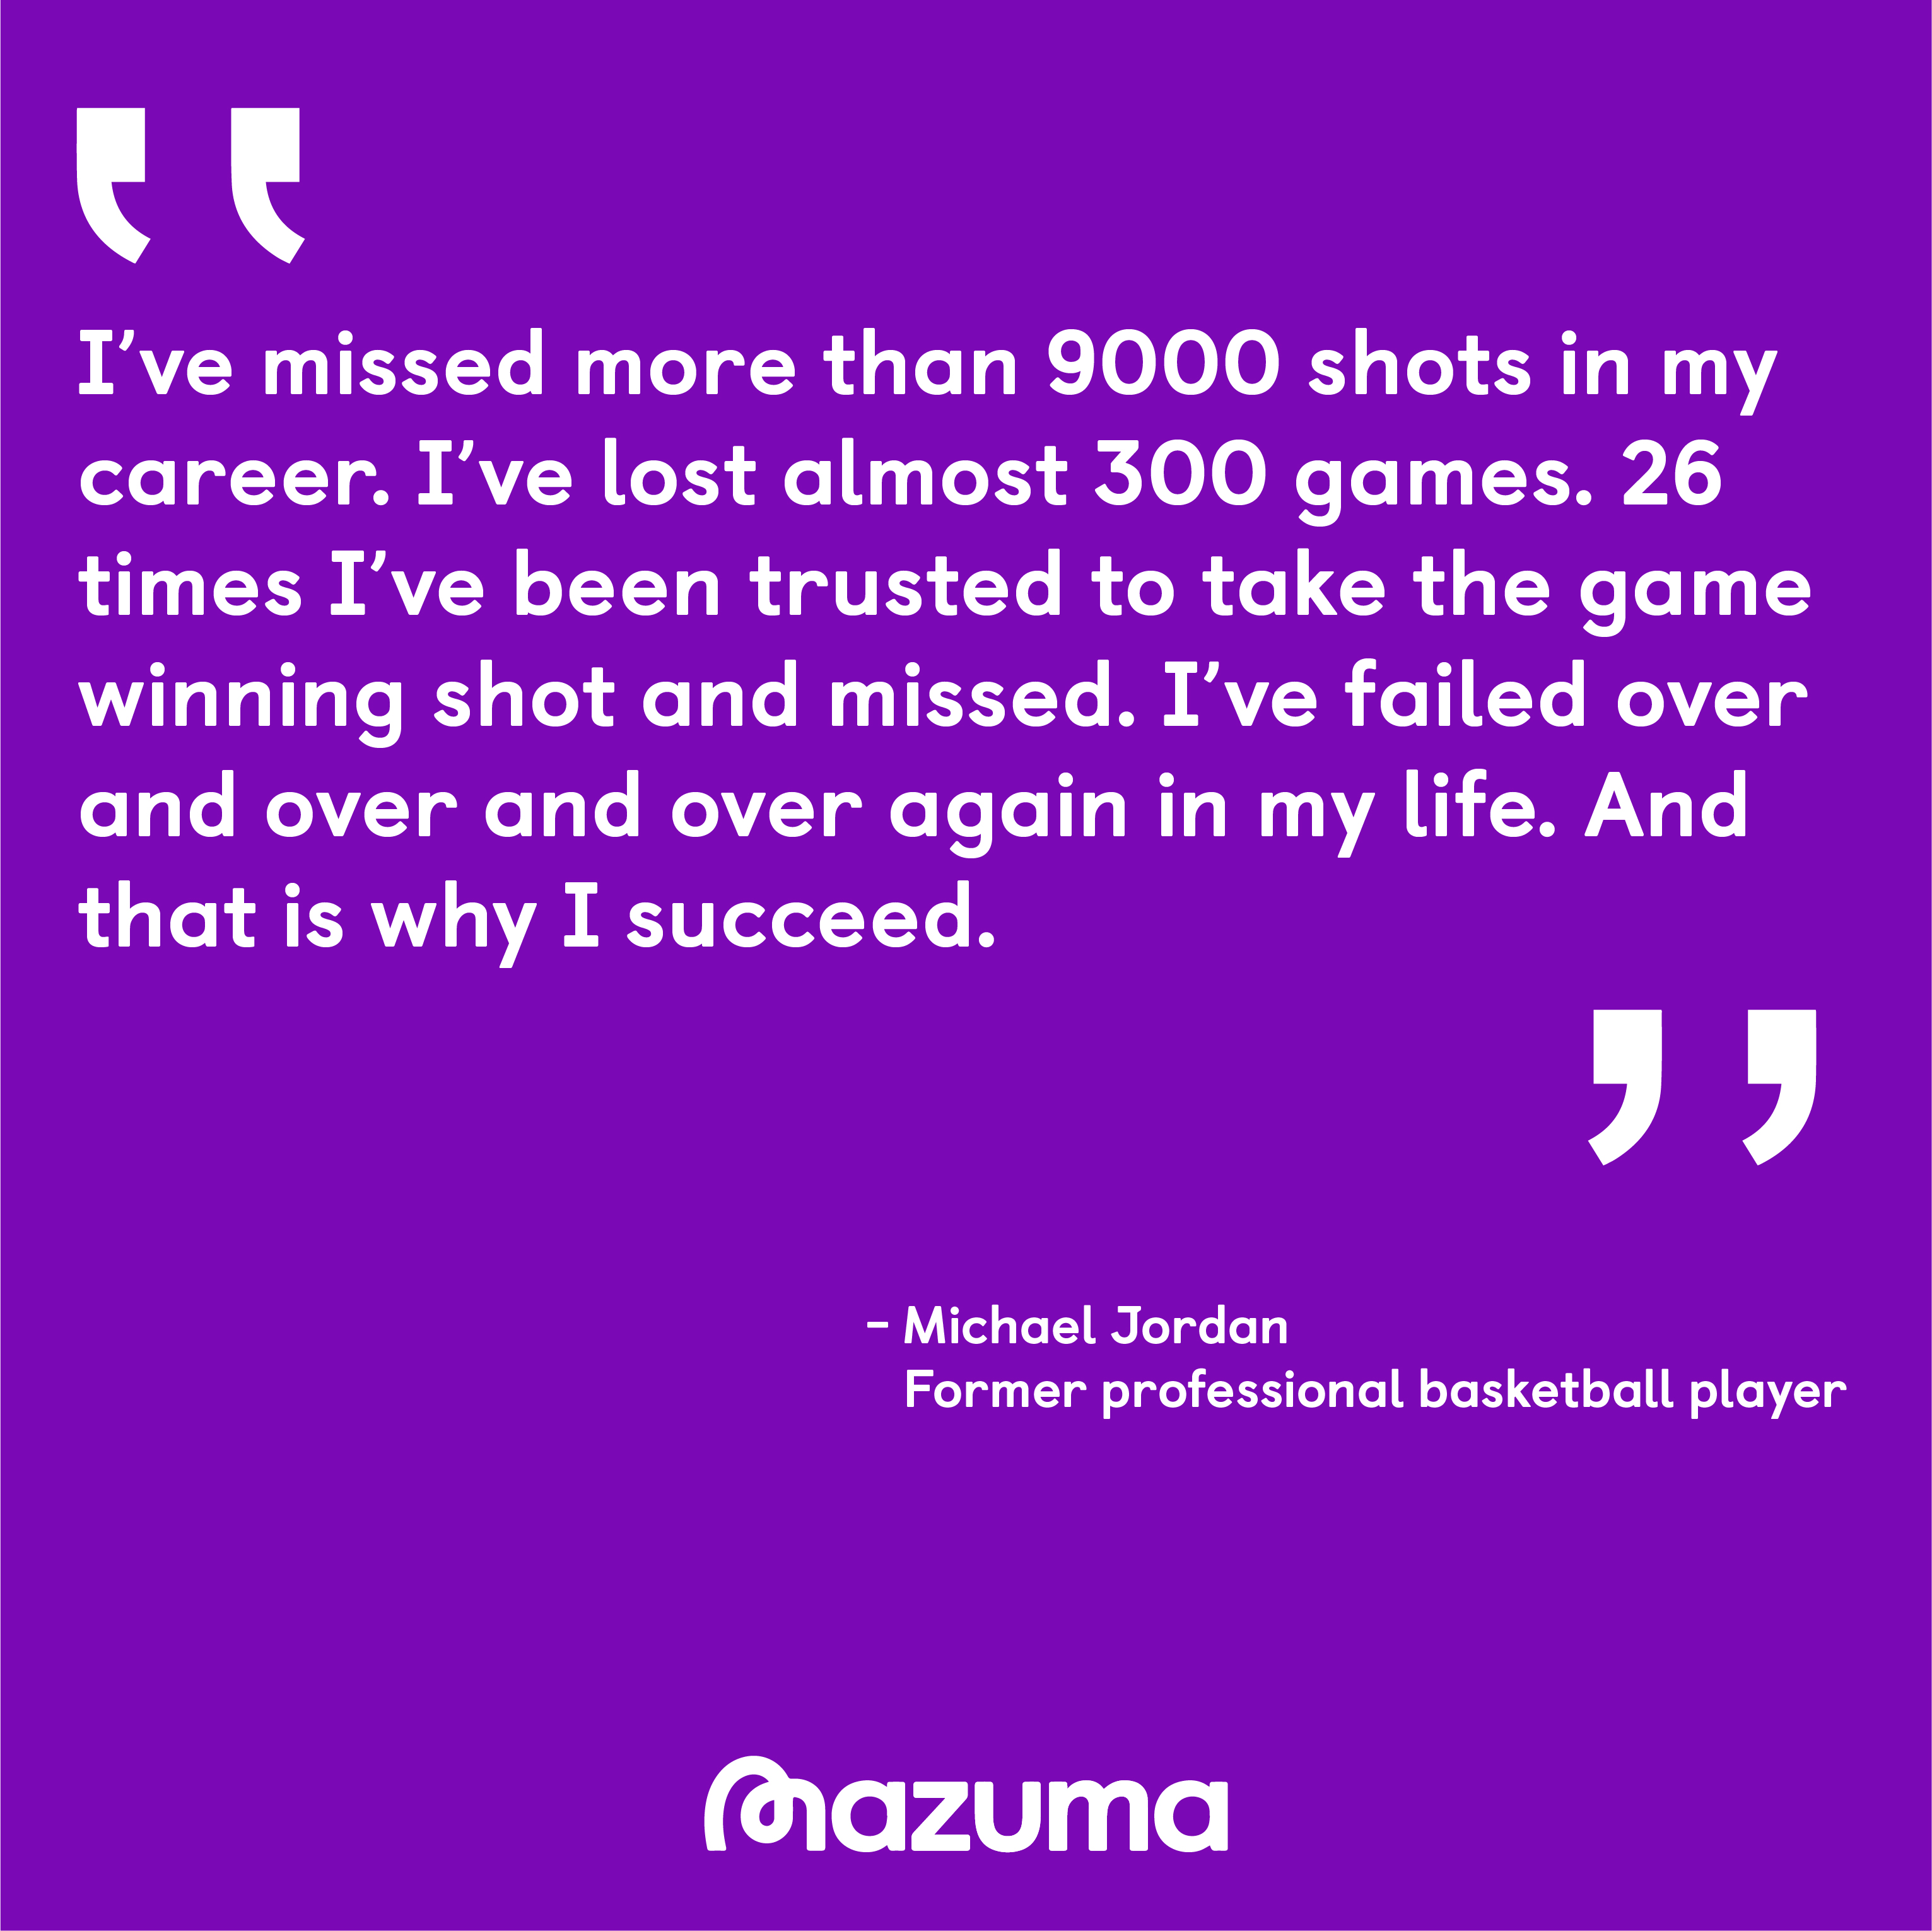 “
I’ve missed more than 9000 shots in my
career. I’ve lost almost 300 games. 26
times I’ve been trusted to take the game
winning shot and missed. I’ve failed over
and over and over again in my life. And
that is why I succeed.
”
– Michael Jordan
Former professional basketball player
mazuma